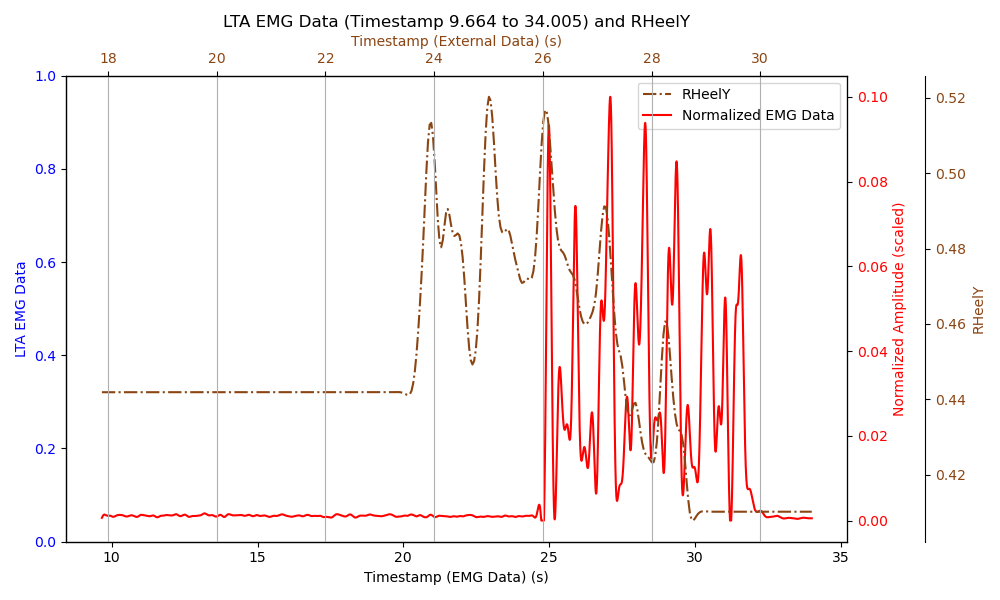 LTA EMG Data (Timestamp 9.664 to 34.005) and RHeelY
Timestamp (External Data) (s)
18 20 22 24 26 28 30
RHeelY
Normalized EMG Data
LTA EMG Data
1.0
0.8
0.6
0.4
0.2
0.0
Normalized Amplitude (scaled)
0.10
0.08
0.06
0.04
0.02
0.00
RHeelY
0.52
0.50
0.48
0.46
0.44
0.42
10 15 20 25 30 35
Timestamp (EMG Data) (s)